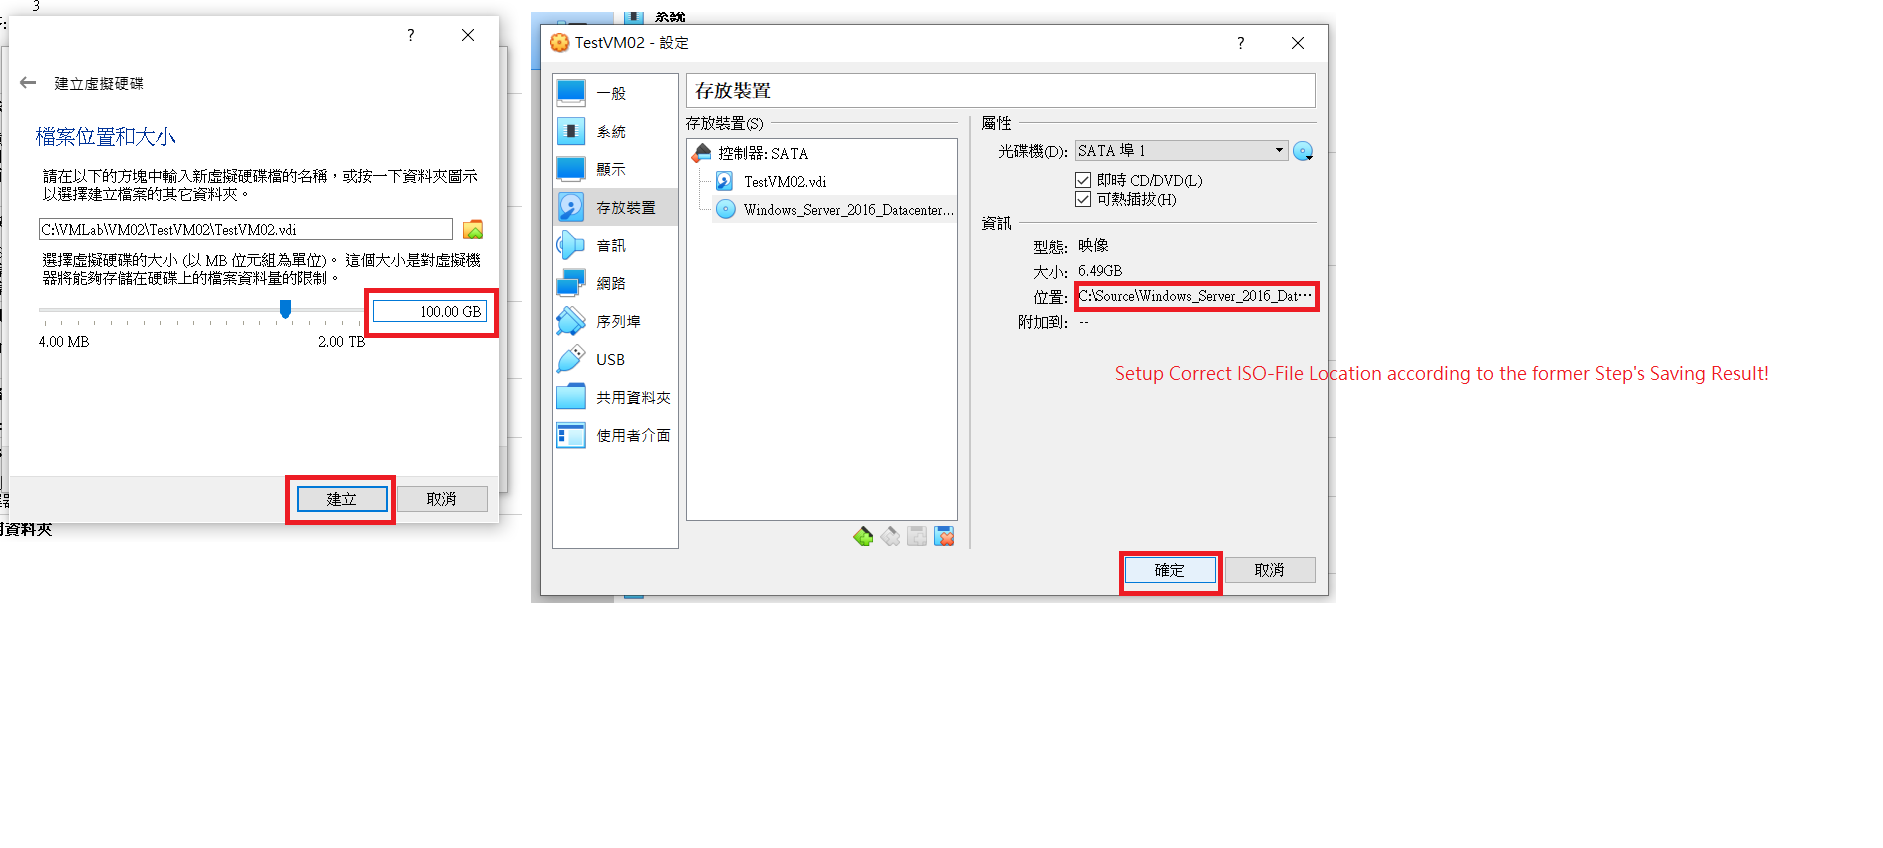 3
?
建立虛擬硬碟
檔案位置和大小
請在以下的方塊中輸入新虛擬硬碟檔的名稱，或按一下資料夾圖示
以選擇建立檔案的其它資料夾。
C:\VMLab\VM02\TestVM02\TestVM02.vdi
選擇虛擬硬碟的大小 (以 MB 位元組為單位)。 這個大小是對虛擬機
器將能夠存儲在硬碟上的檔案資料量的限制。
100.00 GB
4.00 MB
2.00 TB
建立
取消
資料夾
系統
TestVM02 - 設定
?
一般
系統
顯示
存放裝置
音訊
網路
序列埠
USB
共用資料夾
使用者介面
存放裝置
存放裝置(S)
控制器: SATA
TestVM02.vdi
Windows_Server_2016_Datacenter...
屬性
光碟機(D): SATA 埠 1
即時 CD/DVD(L)
可熱插拔(H)
資訊
型態: 映像
大小: 6.49GB
位置: C:\Source\Windows_Server_2016_Dat…
附加到: --
Setup Correct ISO-File Location according to the former Step's Saving Result!
確定
取消